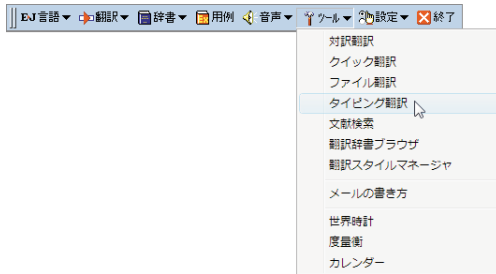 EJ言語▼ 翻訳▼ 辞書▼ 用例 音声▼ ツール▼ 設定▼ 終了
対訳翻訳
クイック翻訳
ファイル翻訳
タイピング翻訳
文献検索
翻訳辞書ブラウザ
翻訳スタイルマネージャ
メールの書き方
世界時計
度量衡
カレンダー